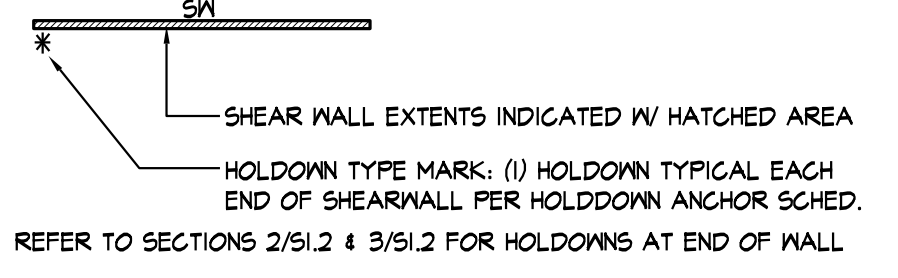 SW
*
SHEAR WALL EXTENTS INDICATED W/ HATCHED AREA
HOLDOWN TYPE MARK: (1) HOLDOWN TYPICAL EACH
END OF SHEARWALL PER HOLDDOWN ANCHOR SCHED.
REFER TO SECTIONS 2/S1.2 & 3/S1.2 FOR HOLDOWNS AT END OF WALL